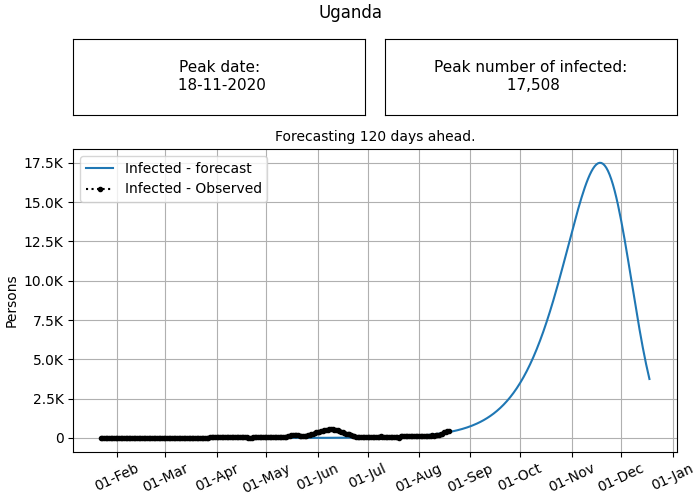 Uganda
Peak date:
18-11-2020
Peak number of infected:
17,508
Forecasting 120 days ahead.
Infected - forecast
Infected - Observed
17.5K
15.0K
12.5K
10.0K
7.5K
5.0K
2.5K
0
Persons
01-Feb
01-Mar
01-Apr
01-May
01-Jun
01-Jul
01-Aug
01-Sep
01-Oct
01-Nov
01-Dec
01-Jan